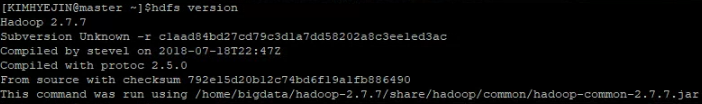 [KIMHYEJIN@master ~]$hdfs version
Hadoop 2.7.7
Subversion Unknown -r c1aad84bd27cd79c3d1a7dd58202a8c3ee1ed3ac
Compiled by stevel on 2018-07-18T22:47Z
Compiled with protoc 2.5.0
From source with checksum 792e15d20b12c74bd6f19a1fb886490
This command was run using /home/bigdata/hadoop-2.7.7/share/hadoop/common/hadoop-common-2.7.7.jar